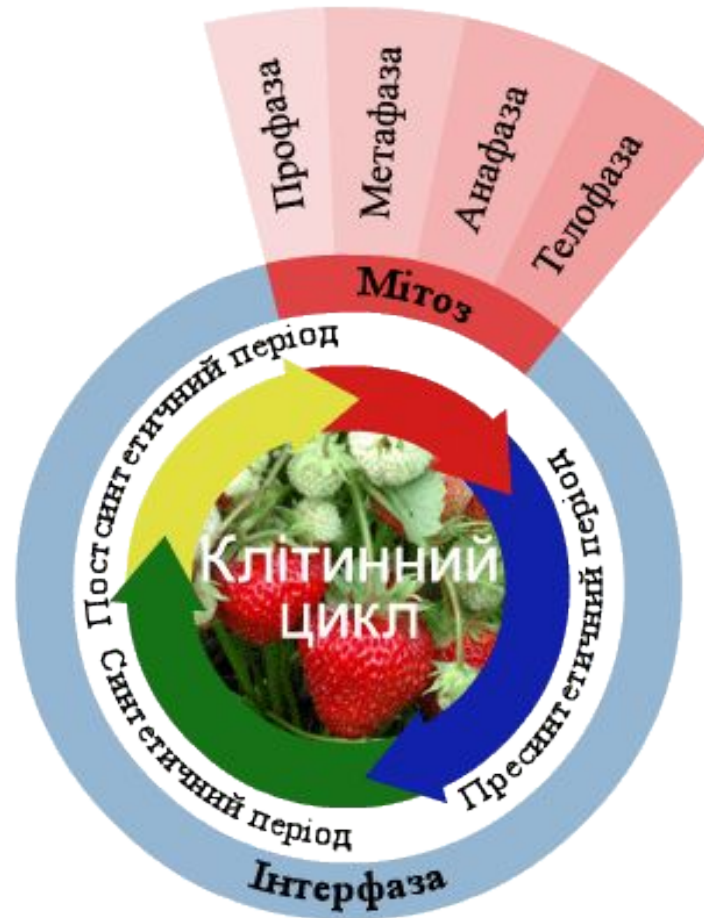 Профаза
Метафаза
Анафаза
Телофаза
Мітоз
Постсинтетичний період
Пресинтетичний період
Клітинний
цикл
Синтетичний період
Інтерфаза